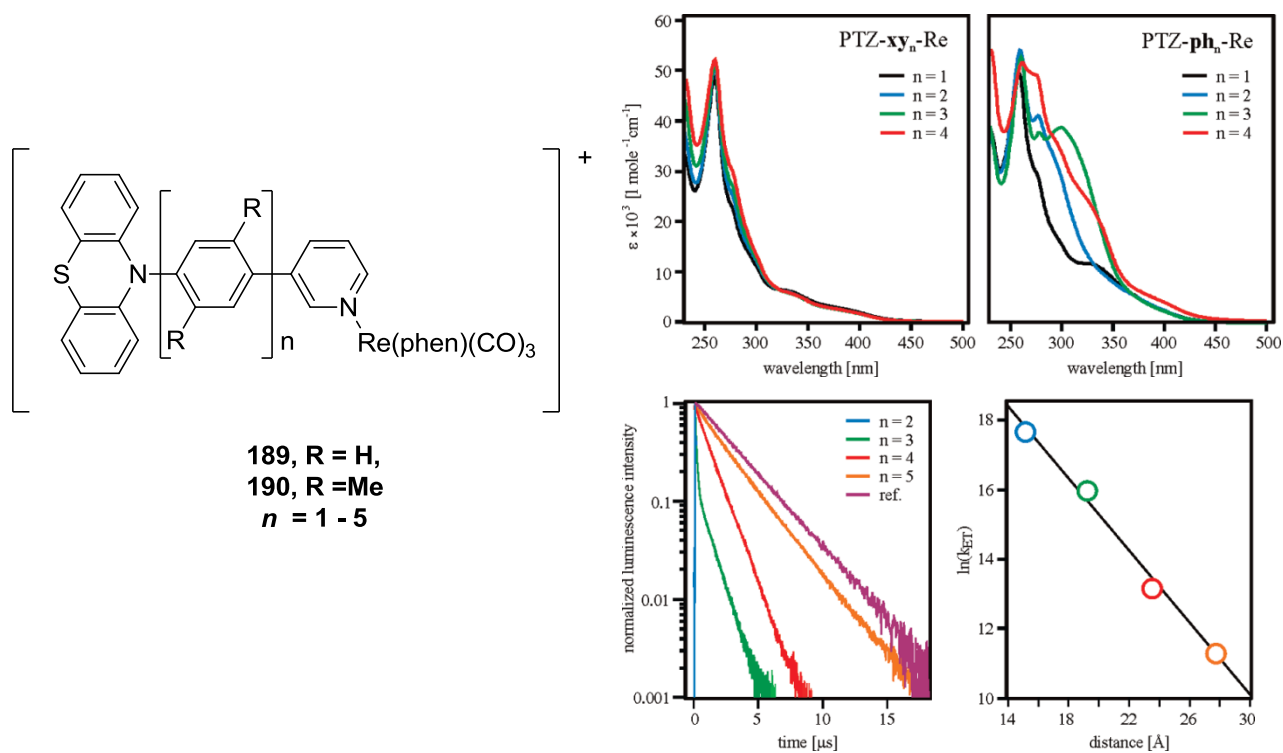 +
R
S
N
R
n
N
Re(phen)(CO)3
189, R = H,
190, R =Me
n = 1 - 5
PTZ-xyn-Re
n = 1
n = 2
n = 3
n = 4
60
50
40
30
20
10
0
ε ×10³ [l mole⁻¹cm⁻¹]
250 300 350 400 450 500
wavelength [nm]
PTZ-phn-Re
n = 1
n = 2
n = 3
n = 4
250 300 350 400 450 500
wavelength [nm]
n = 2
n = 3
n = 4
n = 5
ref.
1
0.1
0.01
0.001
normalized luminescence intensity
0 5 10 15
time [µs]
18
16
14
12
10
ln(kET)
14 18 22 26 30
distance [Å]